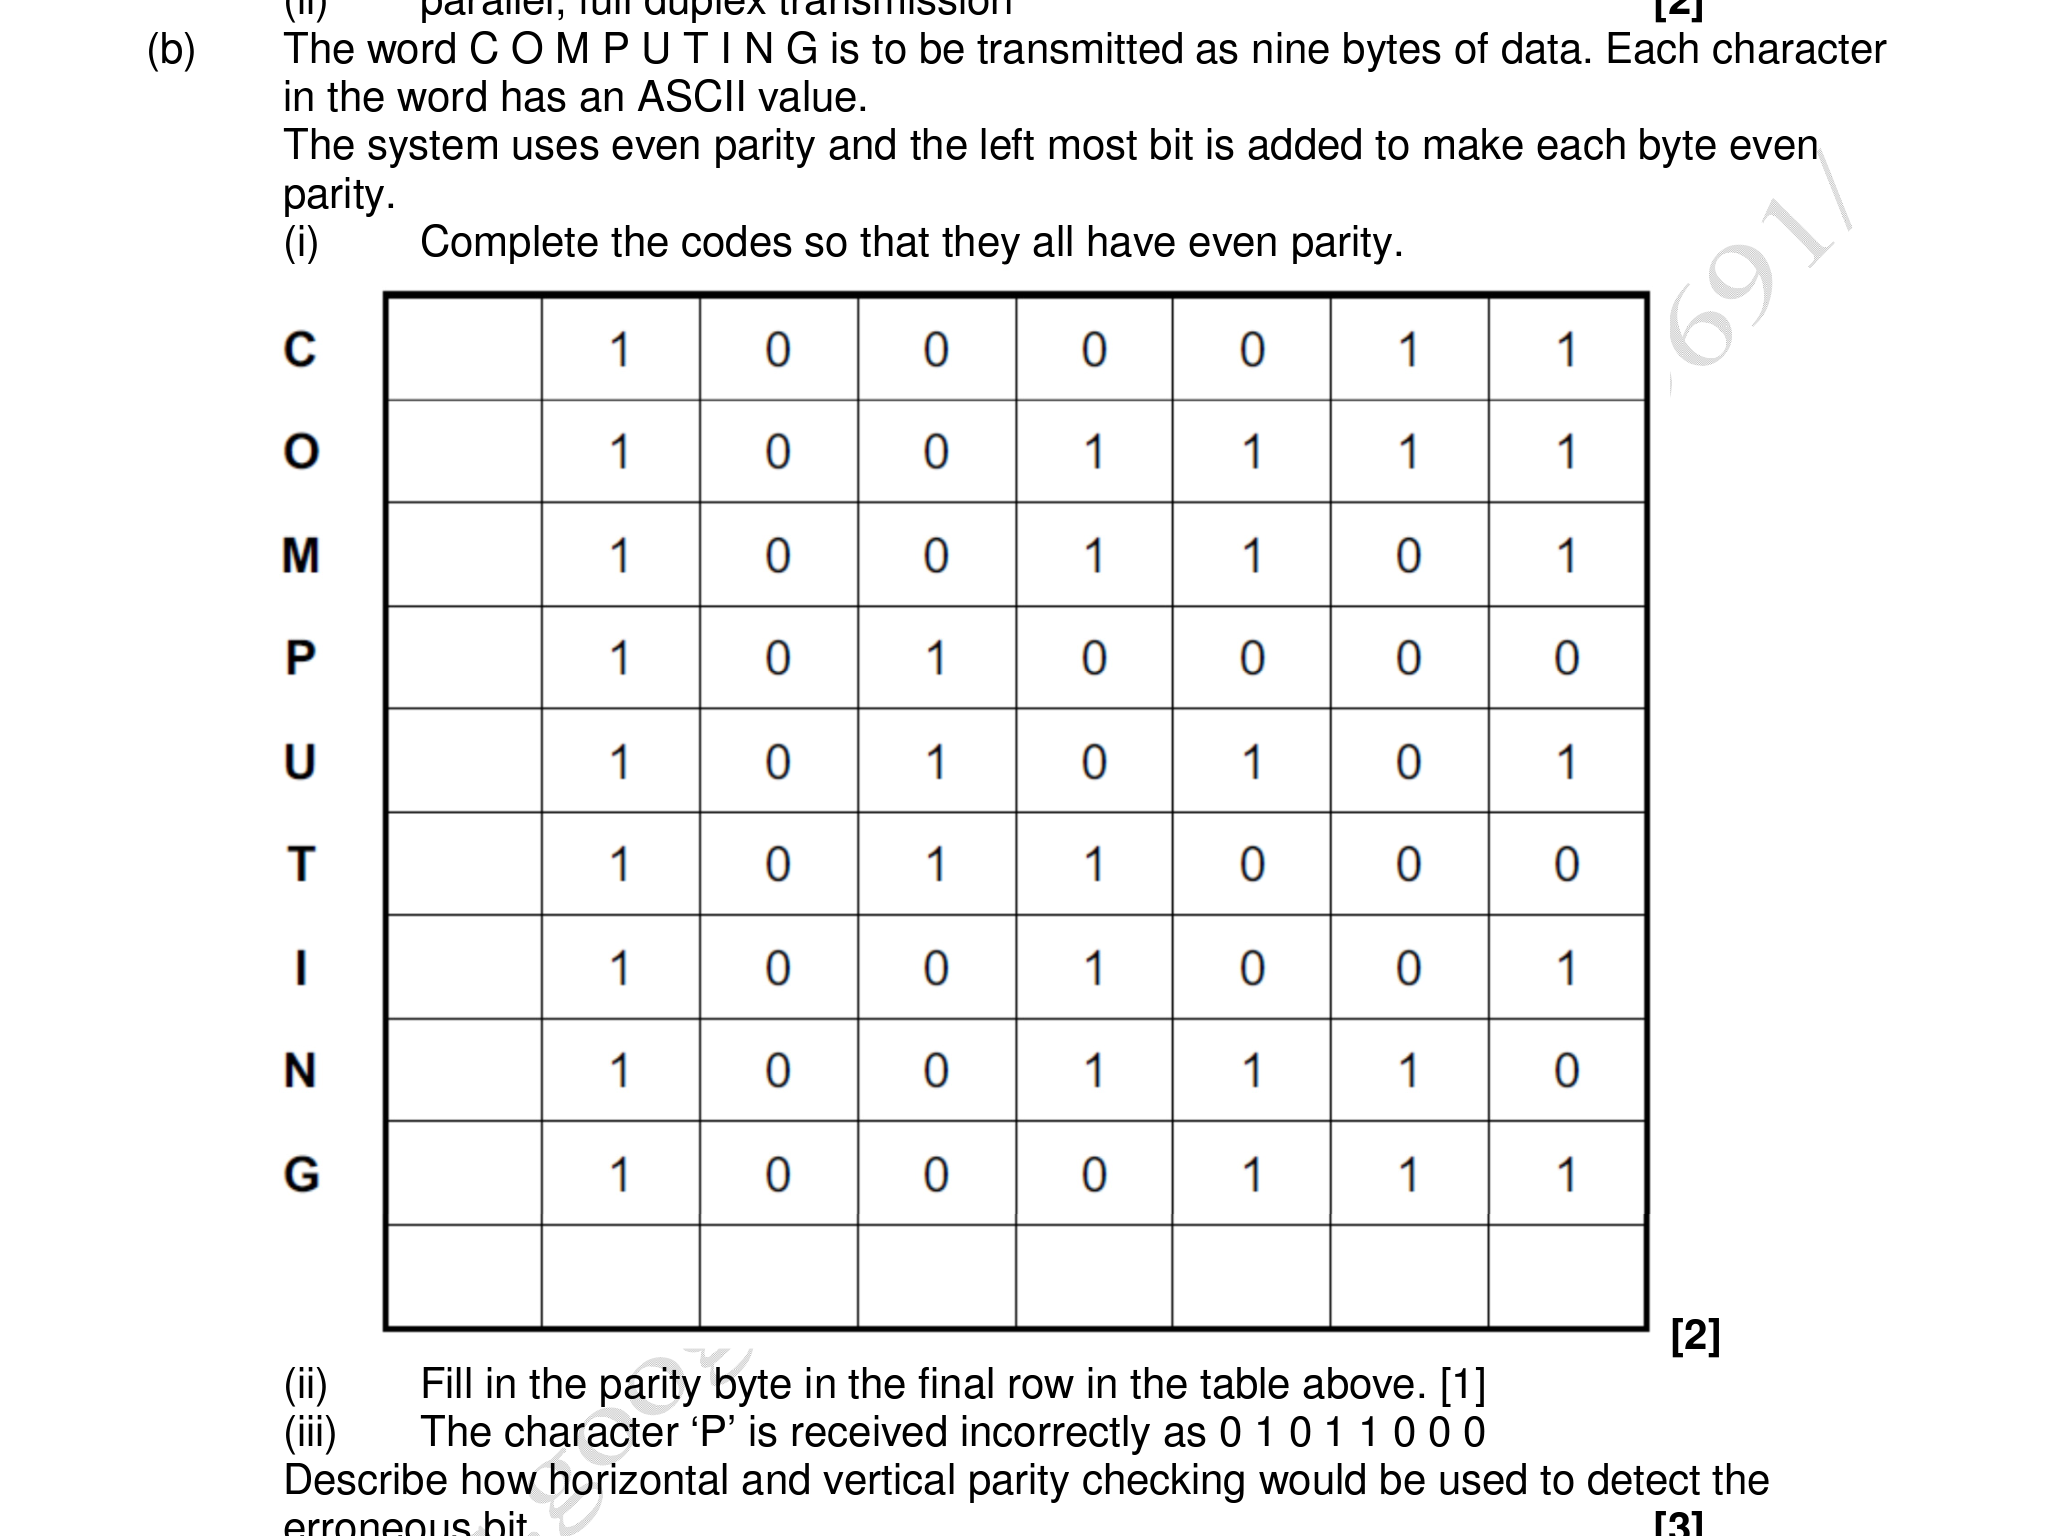 (ii) parallel, full duplex transmission [2]
(b) The word C O M P U T I N G is to be transmitted as nine bytes of data. Each character
in the word has an ASCII value.
The system uses even parity and the left most bit is added to make each byte even
parity.
(i) Complete the codes so that they all have even parity.
C 1 0 0 0 0 1 1
O 1 0 0 1 1 1 1
M 1 0 0 1 1 0 1
P 1 0 1 0 0 0 0
U 1 0 1 0 1 0 1
T 1 0 1 1 0 0 0
I 1 0 0 1 0 0 1
N 1 0 0 1 1 1 0
G 1 0 0 0 1 1 1
[2]
(ii) Fill in the parity byte in the final row in the table above. [1]
(iii) The character ‘P’ is received incorrectly as 0 1 0 1 1 0 0 0
Describe how horizontal and vertical parity checking would be used to detect the
erroneous bit. [3]
691/
.goog